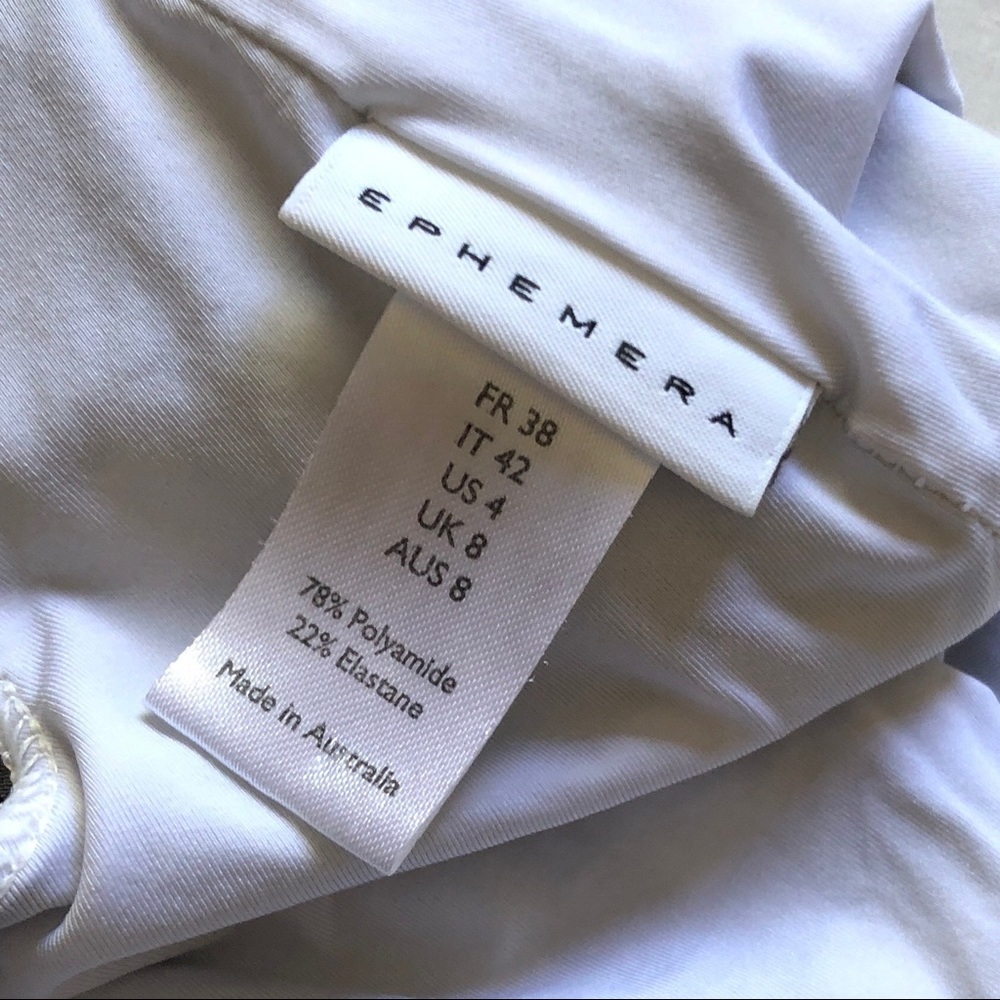 EPHEMERA
FR 38
IT 42
US 4
UK 8
AUS 8
78% Polyamide
22% Elastane
Made in Australia